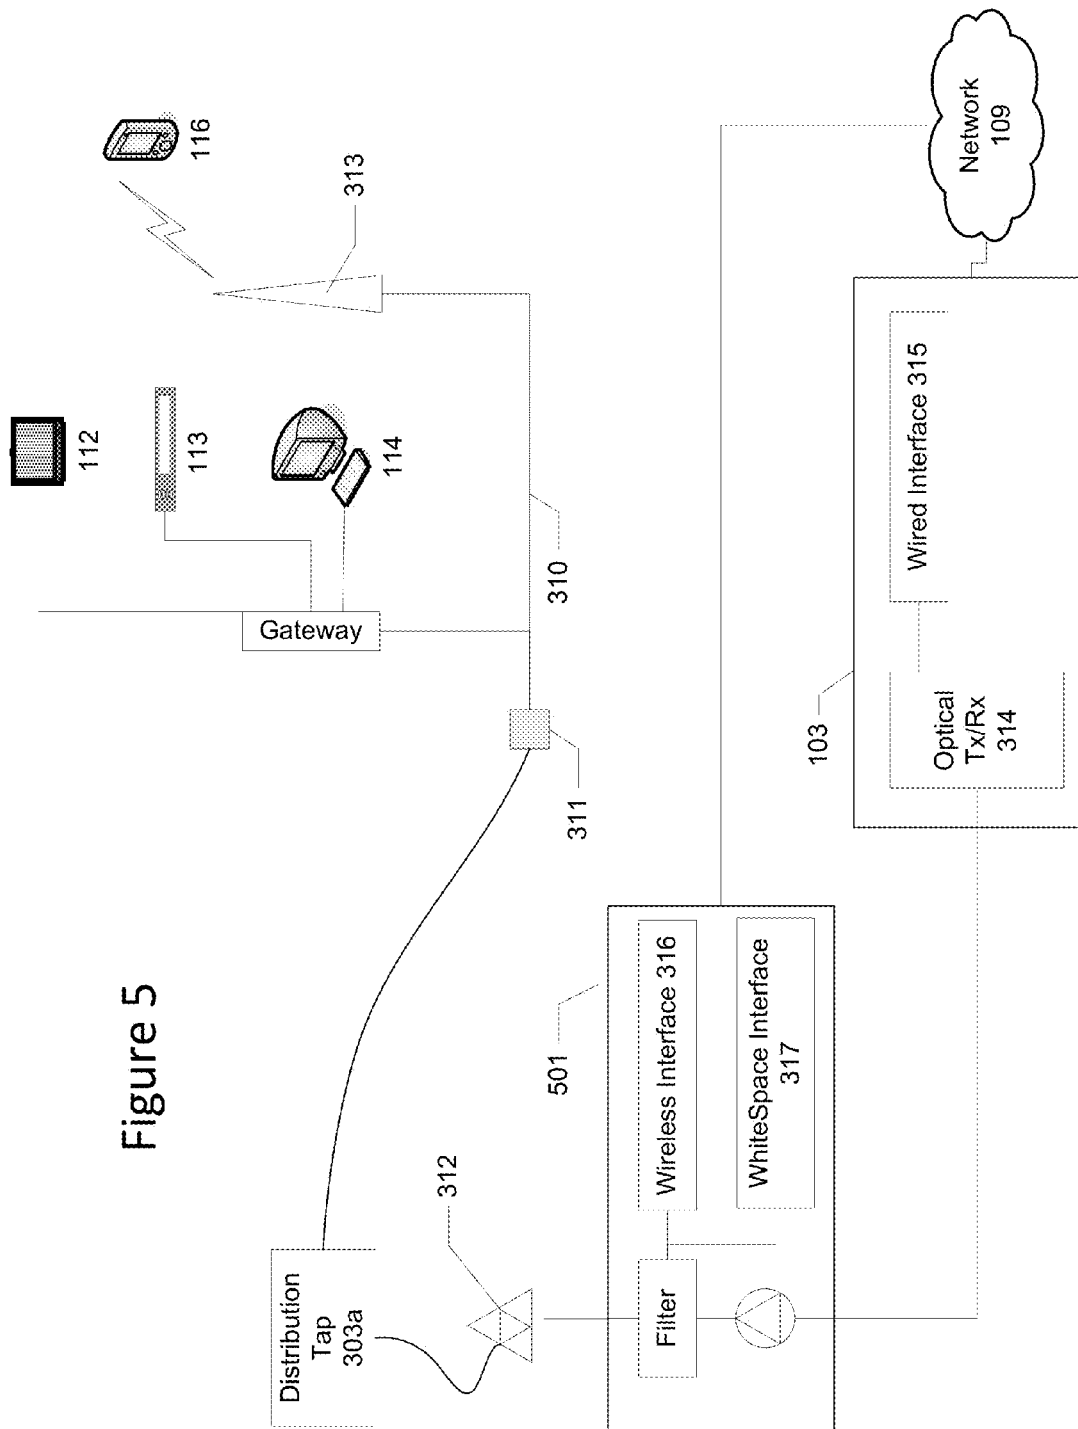 Figure 5
Distribution
Tap
303a
312
311
Gateway
310
112
113
114
116
313
501
Filter
Wireless Interface 316
WhiteSpace Interface
317
103
Optical
Tx/Rx
314
Wired Interface 315
Network
109